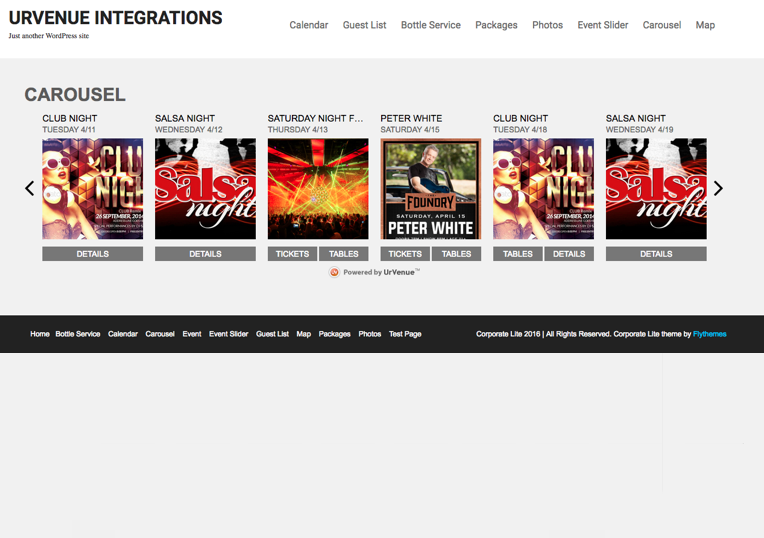 URVENUE INTEGRATIONS
Just another WordPress site
Calendar Guest List Bottle Service Packages Photos Event Slider Carousel Map
CAROUSEL
CLUB NIGHT
TUESDAY 4/11
CLUB
NIGH
26 SEPTEMBER, 2014
DETAILS
SALSA NIGHT
WEDNESDAY 4/12
Salsa
night
DETAILS
SATURDAY NIGHT F...
THURSDAY 4/13
TICKETS TABLES
PETER WHITE
SATURDAY 4/15
FOUNDRY
SATURDAY, APRIL 15
PETER WHITE
TICKETS TABLES
CLUB NIGHT
TUESDAY 4/18
CLUB
NIGH
26 SEPTEMBER, 2014
TABLES DETAILS
SALSA NIGHT
WEDNESDAY 4/19
Salsa
night
DETAILS
Powered by UrVenue™
Home Bottle Service Calendar Carousel Event Event Slider Guest List Map Packages Photos Test Page
Corporate Lite 2016 | All Rights Reserved. Corporate Lite theme by Flythemes